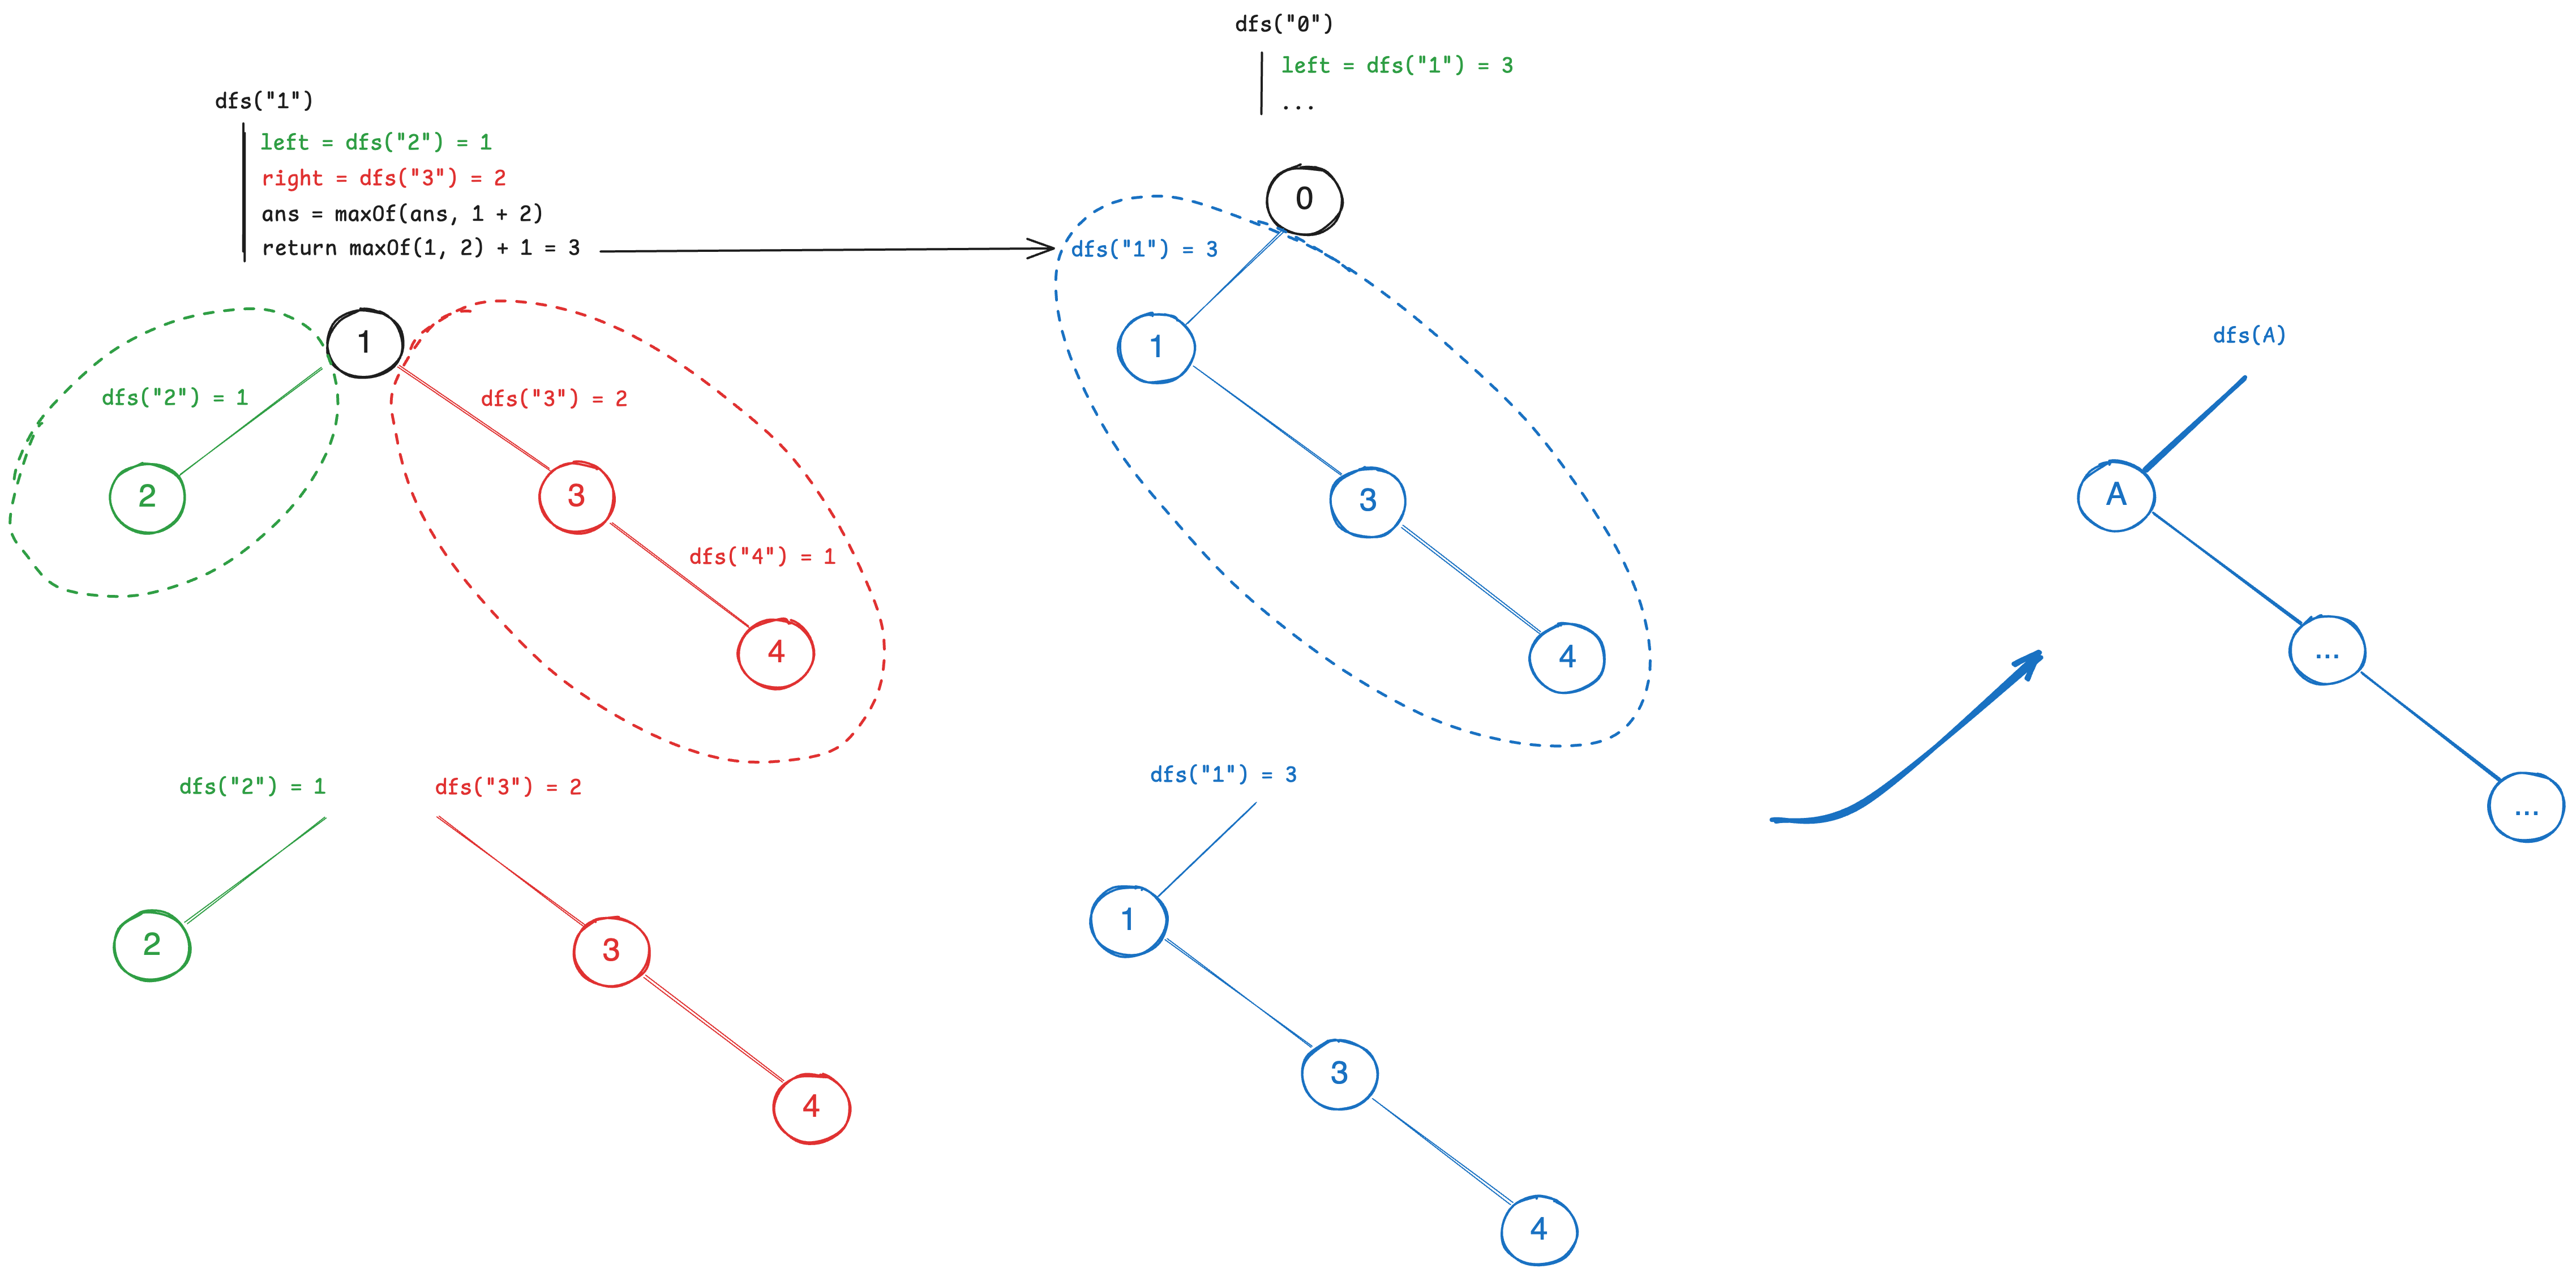 dfs("0")
left = dfs("1") = 3
...
dfs("1")
left = dfs("2") = 1
right = dfs("3") = 2
ans = maxOf(ans, 1 + 2)
return maxOf(1, 2) + 1 = 3
1
dfs("2") = 1
dfs("3") = 2
2
3
dfs("4") = 1
4
dfs("2") = 1
dfs("3") = 2
2
3
4
0
dfs("1") = 3
1
3
4
dfs("1") = 3
1
3
4
dfs(A)
A
...
...